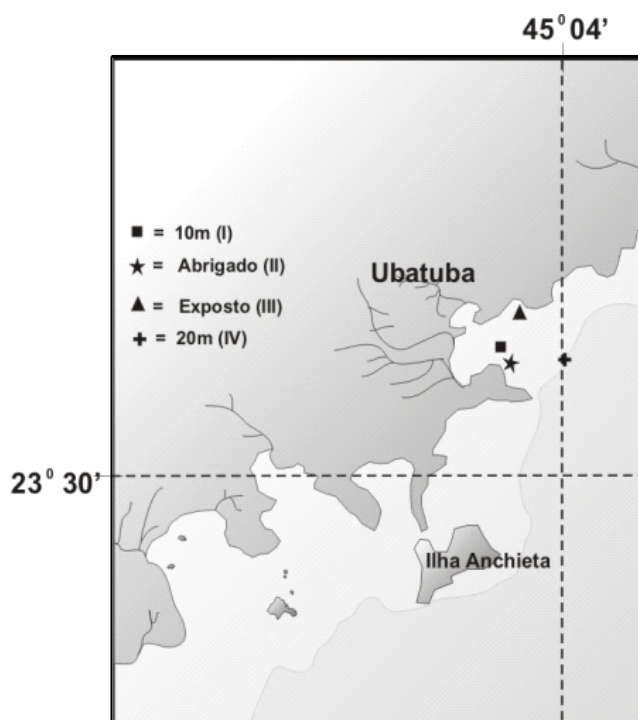 45° 04'
■ = 10m (I)
★ = Abrigado (II)
▲ = Exposto (III)
✚ = 20m (IV)
Ubatuba
23° 30'
Ilha Anchieta